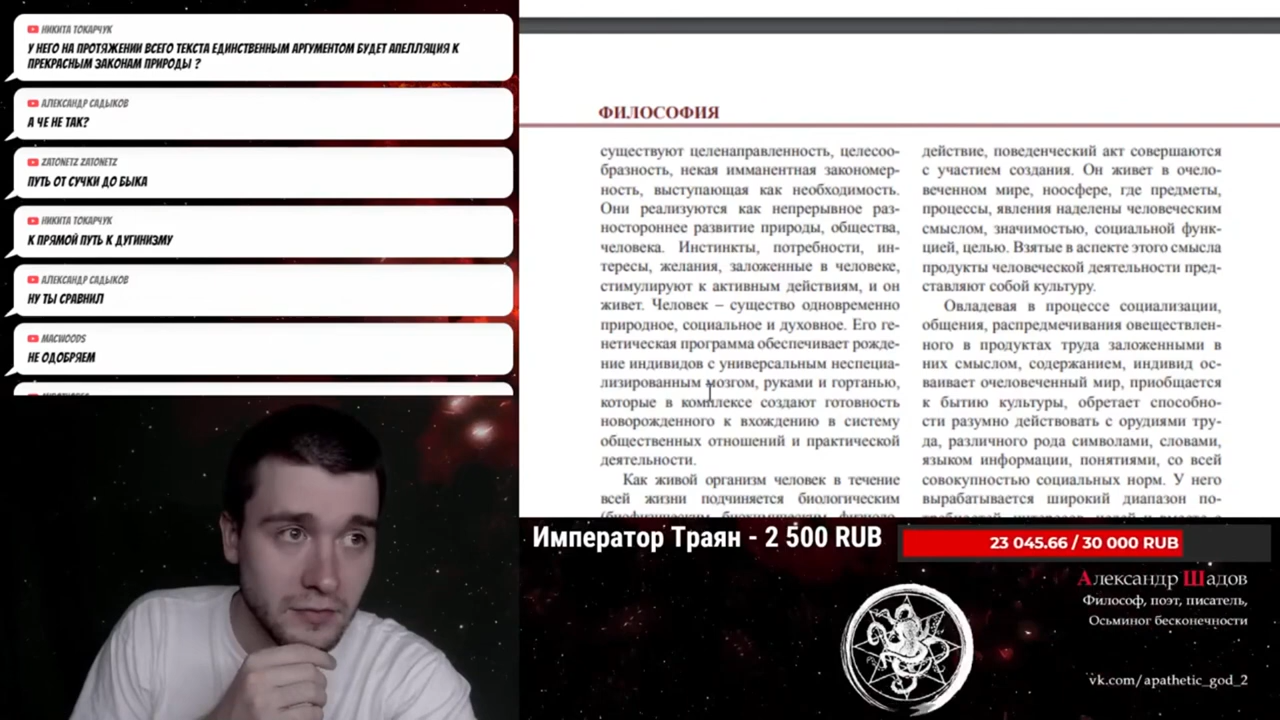 НИКИТА ТОКАРЧУК
У НЕГО НА ПРОТЯЖЕНИИ ВСЕГО ТЕКСТА ЕДИНСТВЕННЫМ АРГУМЕНТОМ БУДЕТ АПЕЛЛЯЦИЯ К
ПРЕКРАСНЫМ ЗАКОНАМ ПРИРОДЫ ?
АЛЕКСАНДР САДЫКОВ
А ЧЕ НЕ ТАК?
ZATONETZ ZATONETZ
ПУТЬ ОТ СУЧКИ ДО БЫКА
НИКИТА ТОКАРЧУК
К ПРЯМОЙ ПУТЬ К ДУГИНИЗМУ
АЛЕКСАНДР САДЫКОВ
НУ ТЫ СРАВНИЛ
MACWOODS
НЕ ОДОБРЯЕМ
ФИЛОСОФИЯ
существуют целенаправленность, целесоо-
бразность, некая имманентная закономер-
ность, выступающая как необходимость.
Они реализуются как непрерывное раз-
ностороннее развитие природы, общества,
человека. Инстинкты, потребности, ин-
тересы, желания, заложенные в человеке,
стимулируют к активным действиям, и он
живет. Человек – существо одновременно
природное, социальное и духовное. Его ге-
нетическая программа обеспечивает рожде-
ние индивидов с универсальным неспециа-
лизированным мозгом, руками и гортанью,
которые в комплексе создают готовность
новорожденного к вхождению в систему
общественных отношений и практической
деятельности.
Как живой организм человек в течение
всей жизни подчиняется биологическим
(биофизическим, биохимическим, физиоло-
действие, поведенческий акт совершаются
с участием создания. Он живет в очело-
веченном мире, ноосфере, где предметы,
процессы, явления наделены человеческим
смыслом, значимостью, социальной функ-
цией, целью. Взятые в аспекте этого смысла
продукты человеческой деятельности пред-
ставляют собой культуру.
Овладевая в процессе социализации,
общения, распредмечивания овеществлен-
ного в продуктах труда заложенными в
них смыслом, содержанием, индивид ос-
ваивает очеловеченный мир, приобщается
к бытию культуры, обретает способно-
сти разумно действовать с орудиями тру-
да, различного рода символами, словами,
языком информации, понятиями, со всей
совокупностью социальных норм. У него
вырабатывается широкий диапазон по-
Император Траян - 2 500 RUB
23 045.66 / 30 000 RUB
Александр Шадов
Философ, поэт, писатель,
Осьминог бесконечности
vk.com/apathetic_god_2